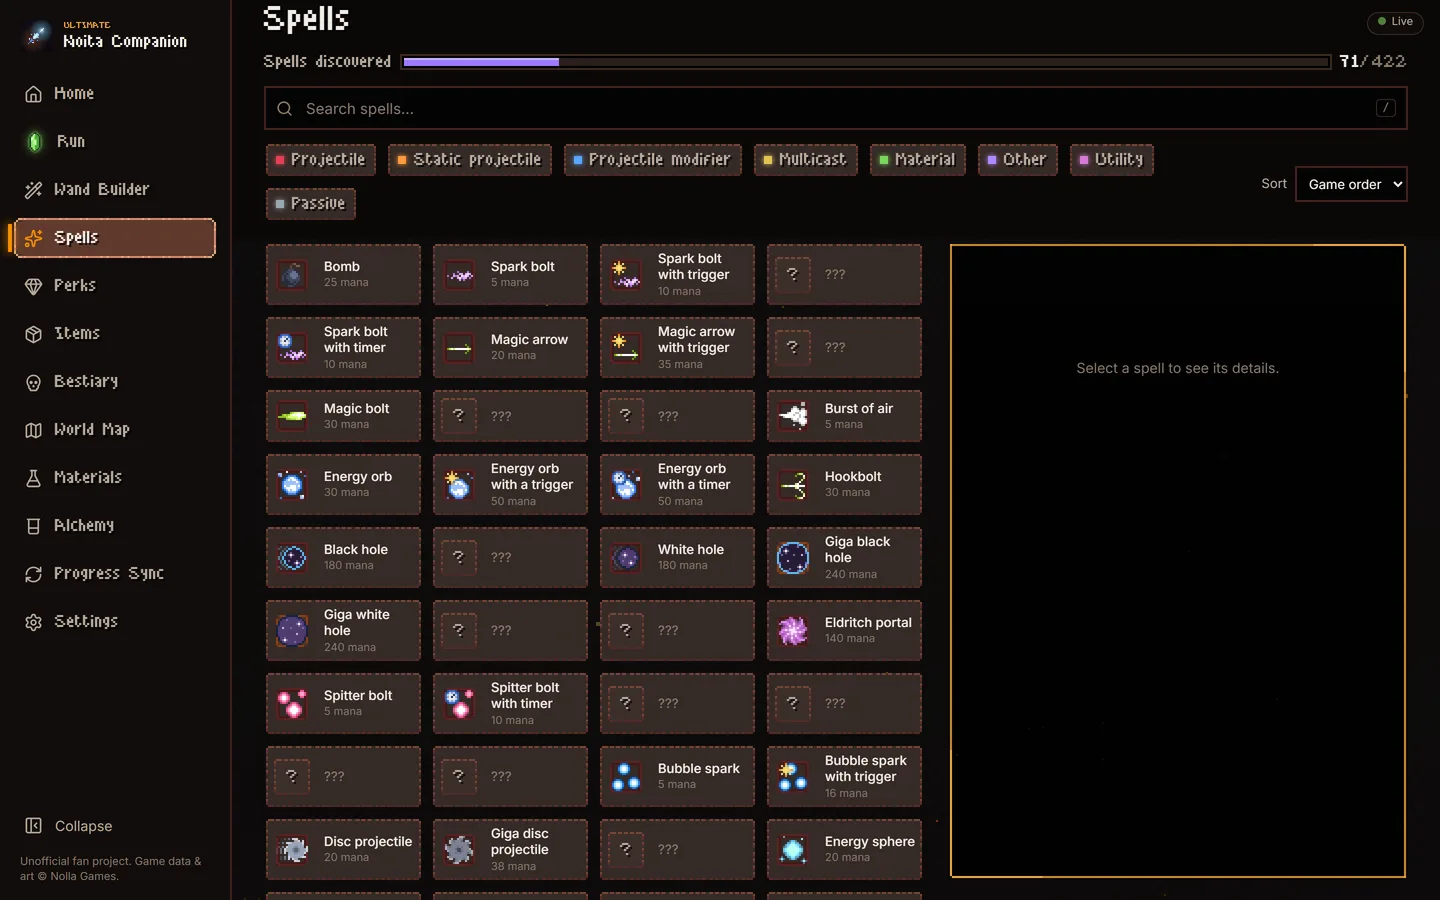 ULTIMATE
Noita Companion
Home
Run
Wand Builder
Spells
Perks
Items
Bestiary
World Map
Materials
Alchemy
Progress Sync
Settings
Collapse
Unofficial fan project. Game data &
art © Nolla Games.
Spells
Live
Spells discovered
71/422
Search spells...
/
Projectile
Static projectile
Projectile modifier
Multicast
Material
Other
Utility
Passive
Sort
Game order
Bomb
25 mana
Spark bolt
5 mana
Spark bolt
with trigger
10 mana
?
???
Spark bolt
with timer
10 mana
Magic arrow
20 mana
Magic arrow
with trigger
35 mana
?
???
Magic bolt
30 mana
?
???
?
???
Burst of air
5 mana
Energy orb
30 mana
Energy orb
with a trigger
50 mana
Energy orb
with a timer
50 mana
Hookbolt
30 mana
Black hole
180 mana
?
???
White hole
180 mana
Giga black
hole
240 mana
Giga white
hole
240 mana
?
???
?
???
Eldritch portal
140 mana
Spitter bolt
5 mana
Spitter bolt
with timer
10 mana
?
???
?
???
?
???
?
???
Bubble spark
5 mana
Bubble spark
with trigger
16 mana
Disc projectile
20 mana
Giga disc
projectile
38 mana
?
???
Energy sphere
20 mana
Select a spell to see its details.